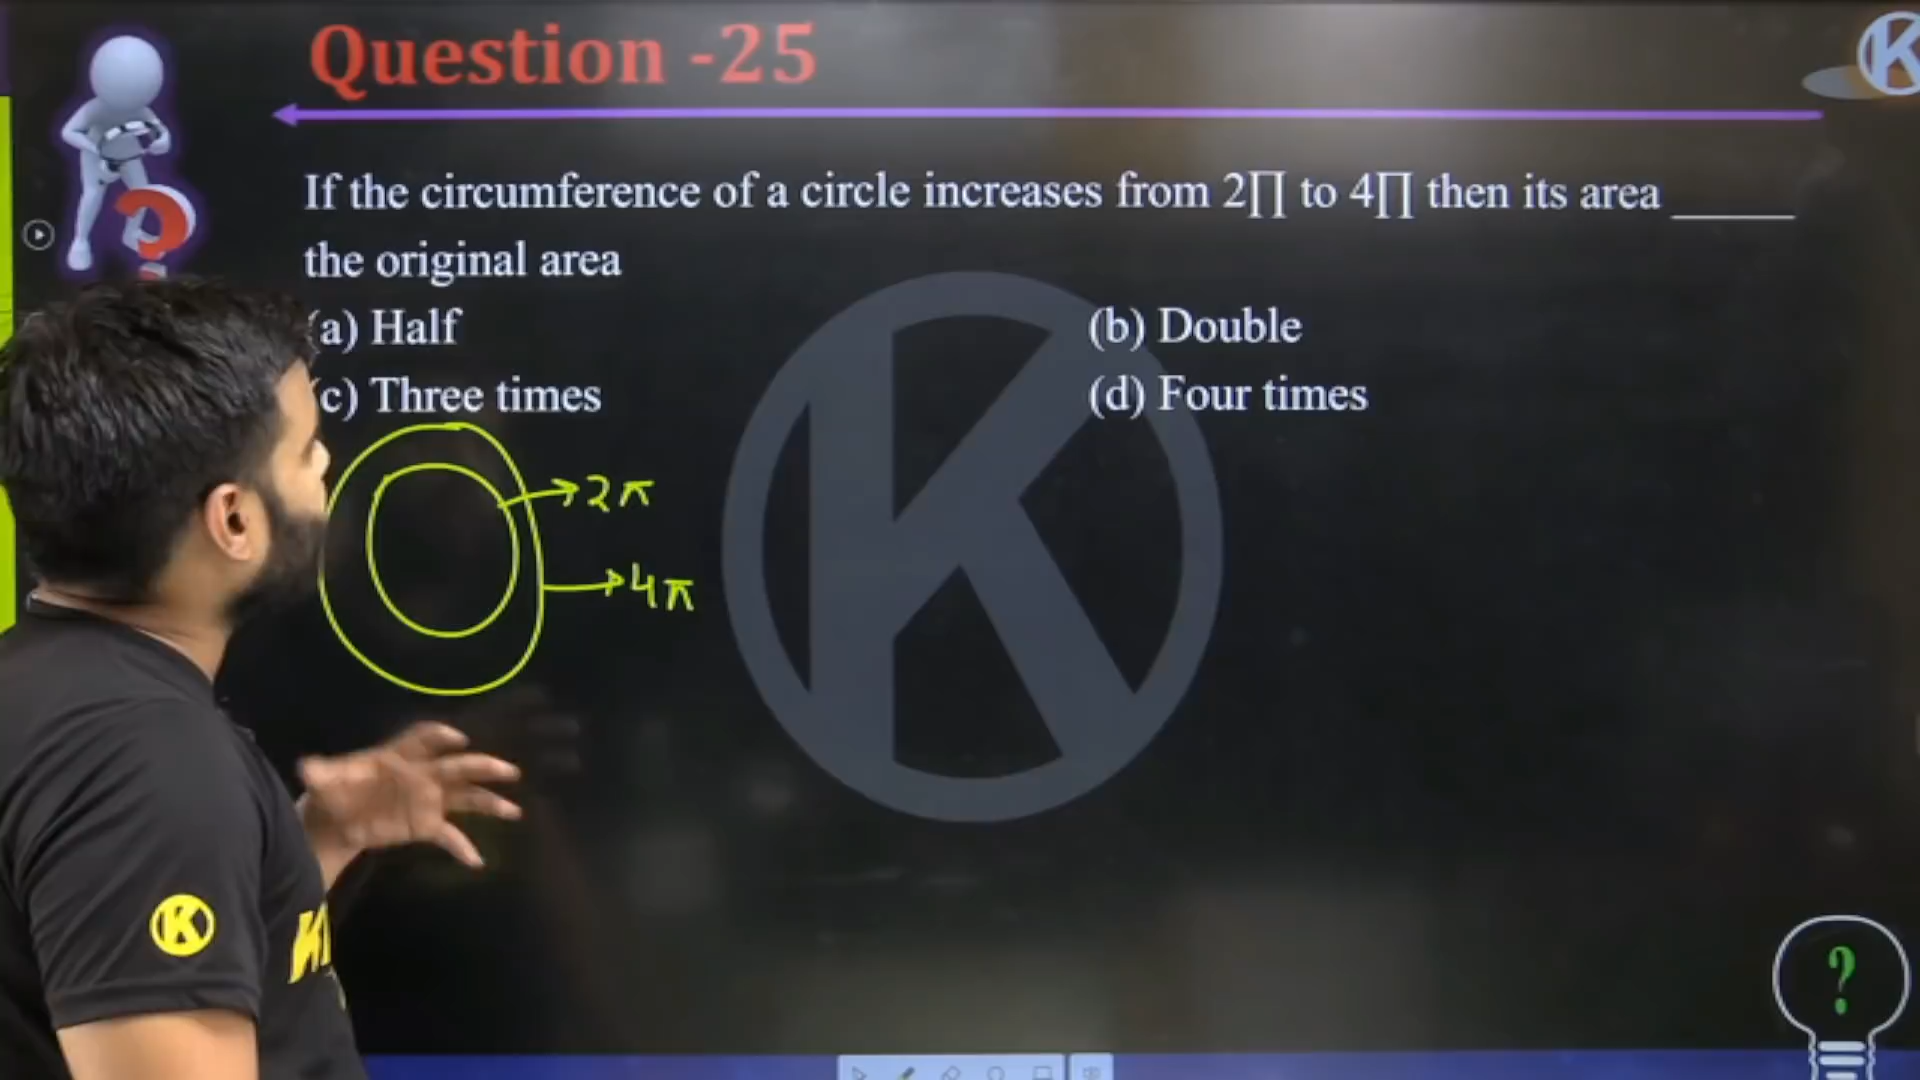 Question -25
If the circumference of a circle increases from 2∏ to 4∏ then its area ______
the original area
(a) Half
(b) Double
(c) Three times
(d) Four times
2π
4π
K
K
?